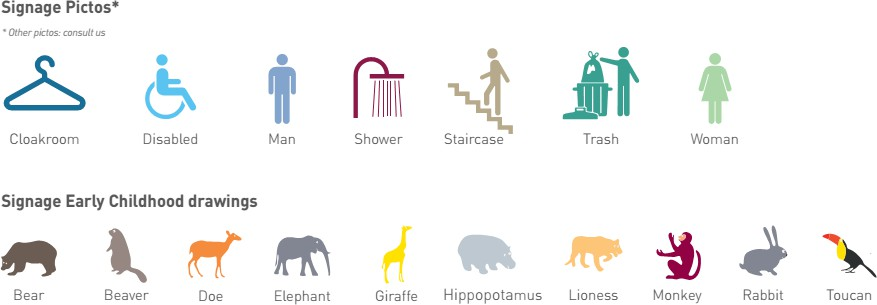 Signage Pictos*
* Other pictos: consult us
Cloakroom Disabled Man Shower Staircase Trash Woman
Signage Early Childhood drawings
Bear Beaver Doe Elephant Giraffe Hippopotamus Lioness Monkey Rabbit Toucan